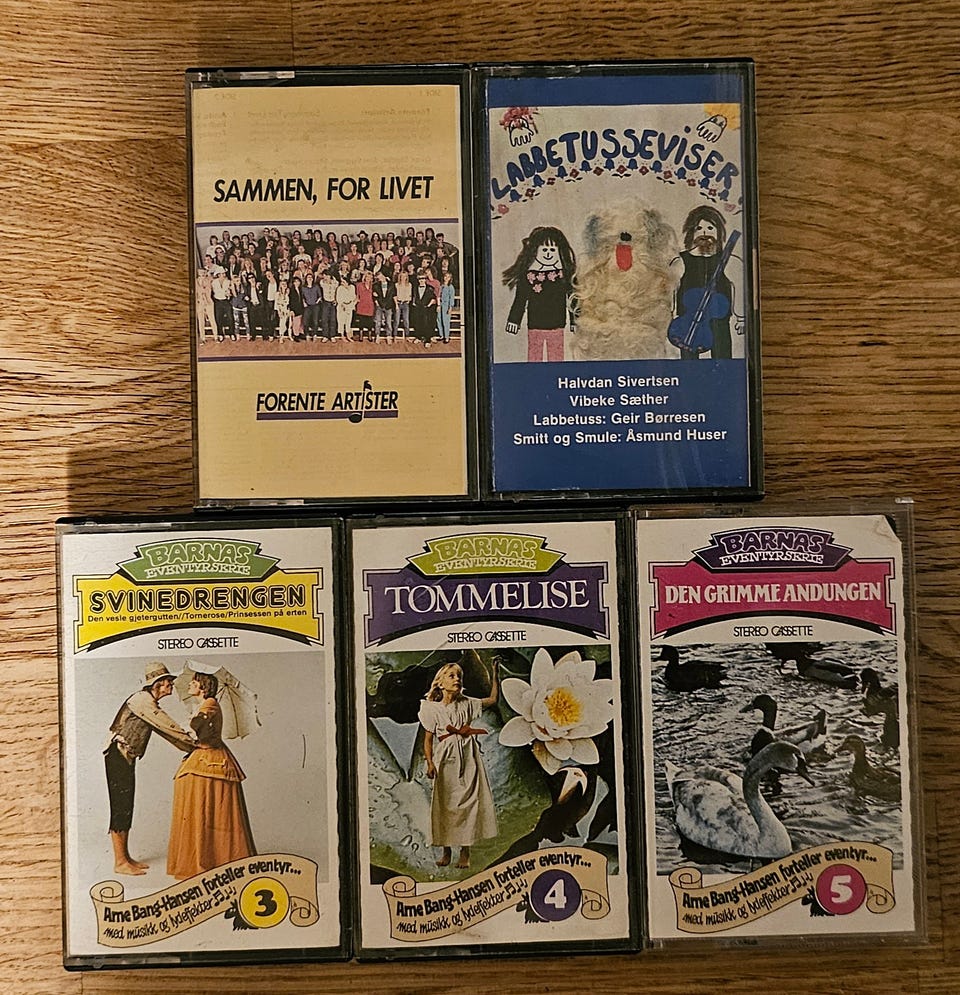 SAMMEN, FOR LIVET
FORENTE ARTISTER
LABBETUSSEVISER
Halvdan Sivertsen
Vibeke Sæther
Labbetuss: Geir Børresen
Smitt og Smule: Åsmund Huser
BARNAS
EVENTYRSERIE
SVINEDRENGEN
Den vesle gjetergutten//Tornerose/Prinsessen på erten
STEREO CASSETTE
Arne Bang-Hansen forteller eventyr...
med musikk og lydeffekter
3
BARNAS
EVENTYRSERIE
TOMMELISE
STEREO CASSETTE
Arne Bang-Hansen forteller eventyr...
med musikk og lydeffekter
4
BARNAS
EVENTYRSERIE
DEN GRIMME ANDUNGEN
STEREO CASSETTE
Arne Bang-Hansen forteller eventyr...
med musikk og lydeffekter
5